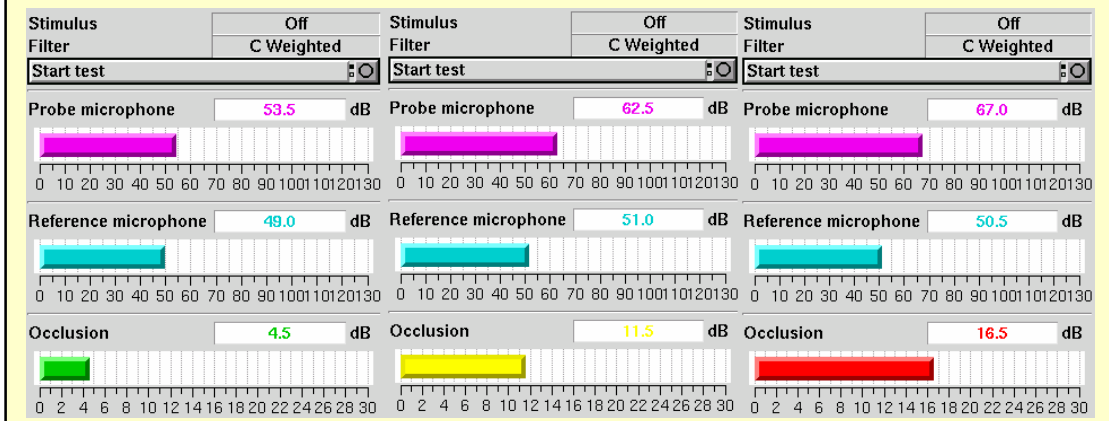 Stimulus Off
Filter C Weighted
Start test
Probe microphone 53.5 dB
0 10 20 30 40 50 60 70 80 90 100 110 120 130
Reference microphone 49.0 dB
0 10 20 30 40 50 60 70 80 90 100 110 120 130
Occlusion 4.5 dB
0 2 4 6 8 10 12 14 16 18 20 22 24 26 28 30
Stimulus Off
Filter C Weighted
Start test
Probe microphone 62.5 dB
0 10 20 30 40 50 60 70 80 90 100 110 120 130
Reference microphone 51.0 dB
0 10 20 30 40 50 60 70 80 90 100 110 120 130
Occlusion 11.5 dB
0 2 4 6 8 10 12 14 16 18 20 22 24 26 28 30
Stimulus Off
Filter C Weighted
Start test
Probe microphone 67.0 dB
0 10 20 30 40 50 60 70 80 90 100 110 120 130
Reference microphone 50.5 dB
0 10 20 30 40 50 60 70 80 90 100 110 120 130
Occlusion 16.5 dB
0 2 4 6 8 10 12 14 16 18 20 22 24 26 28 30